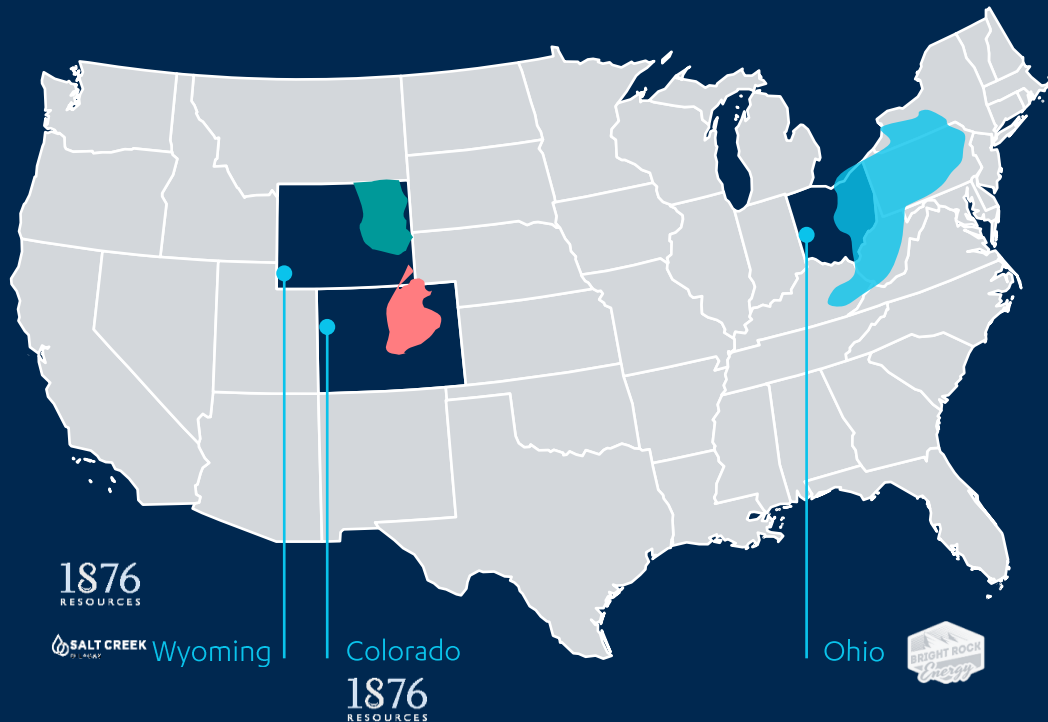 1876
RESOURCES
SALT CREEK
Wyoming
Colorado
1876
RESOURCES
Ohio
BRIGHT ROCK
Energy